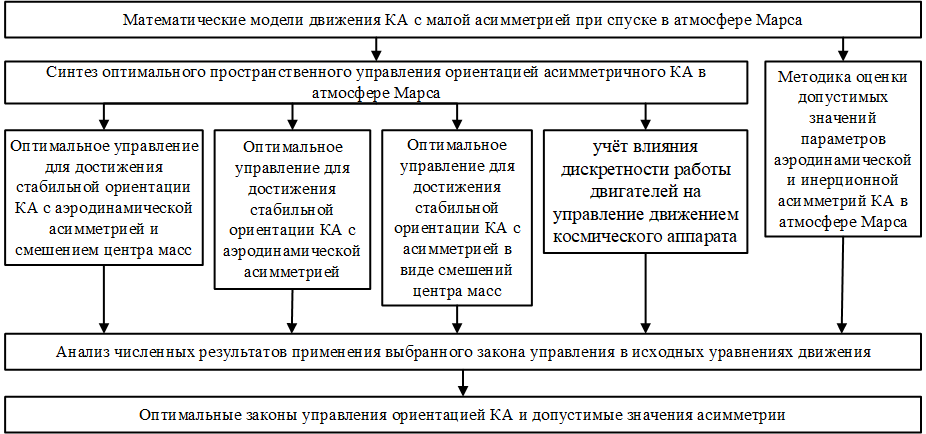 Математические модели движения КА с малой асимметрией при спуске в атмосфере Марса
Синтез оптимального пространственного управления ориентацией асимметричного КА в
атмосфере Марса
Методика оценки
допустимых
значений
параметров
аэродинамической
и инерционной
асимметрий КА в
атмосфере Марса
Оптимальное управление
для достижения
стабильной ориентации
КА с аэродинамической
асимметрией и
смешением центра масс
Оптимальное
управление для
достижения
стабильной
ориентации КА с
аэродинамической
асимметрией
Оптимальное
управление для
достижения
стабильной
ориентации КА с
асимметрией в
виде смешений
центра масс
учёт влияния
дискретности работы
двигателей на
управление движением
космического аппарата
Анализ численных результатов применения выбранного закона управления в исходных уравнениях движения
Оптимальные законы управления ориентацией КА и допустимые значения асимметрии